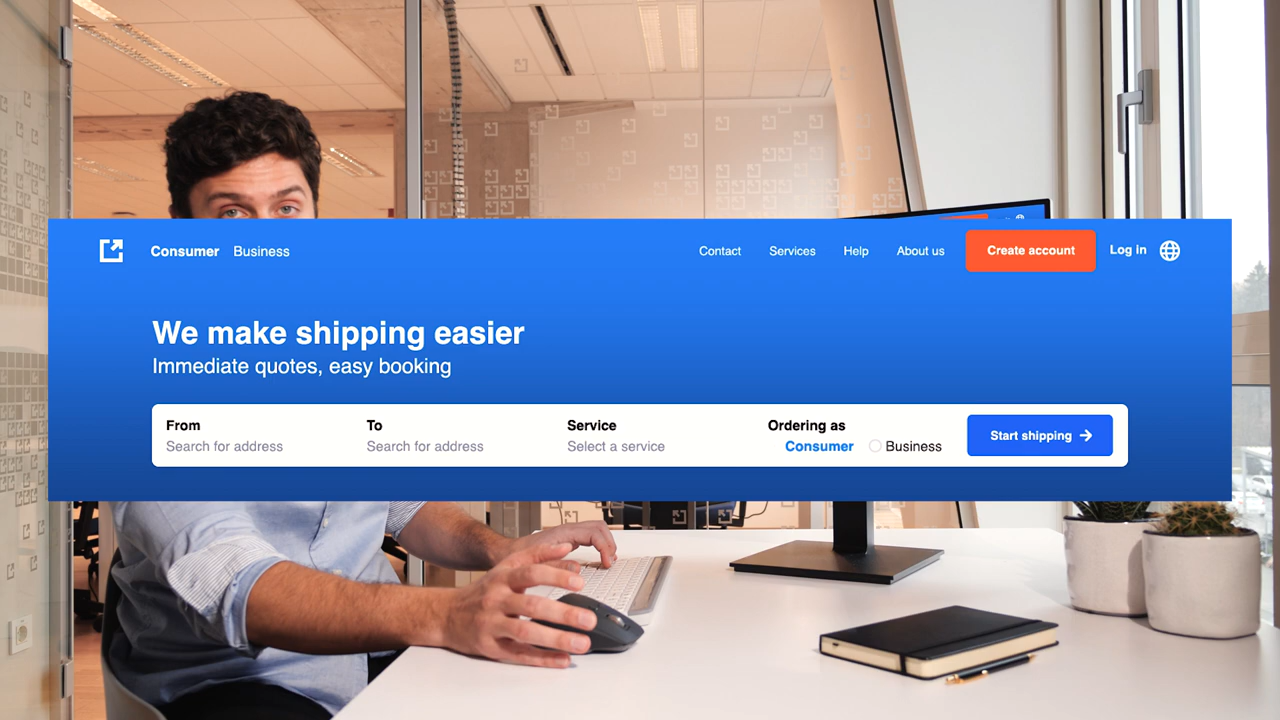 Consumer Business Contact Services Help About us Create account Log in
We make shipping easier
Immediate quotes, easy booking
From To Service Ordering as
Search for address Search for address Select a service Consumer Business Start shipping